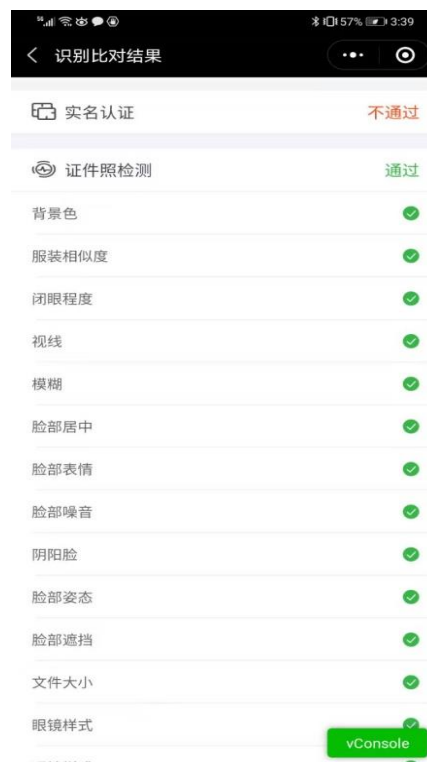 56 57% 3:39
识别比对结果
实名认证 不通过
证件照检测 通过
背景色
服装相似度
闭眼程度
视线
模糊
脸部居中
脸部表情
脸部噪音
阴阳脸
脸部姿态
脸部遮挡
文件大小
眼镜样式
vConsole